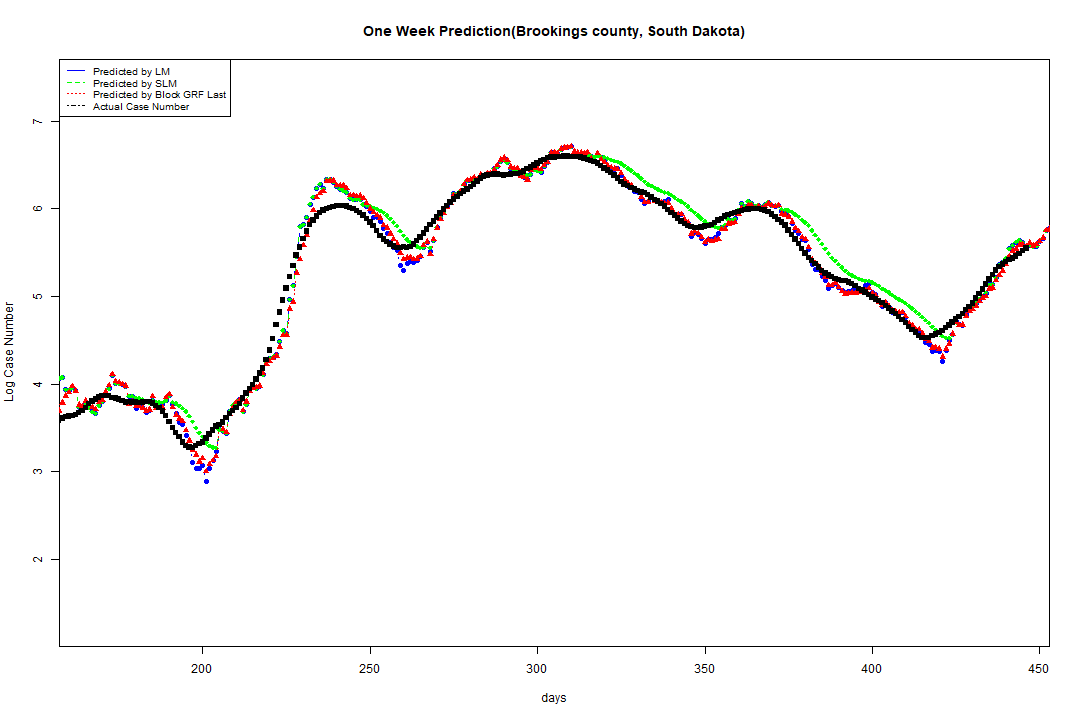 One Week Prediction(Brookings county, South Dakota)
Predicted by LM
Predicted by SLM
Predicted by Block GRF Last
Actual Case Number
7
6
5
4
3
2
Log Case Number
200 250 300 350 400 450
days